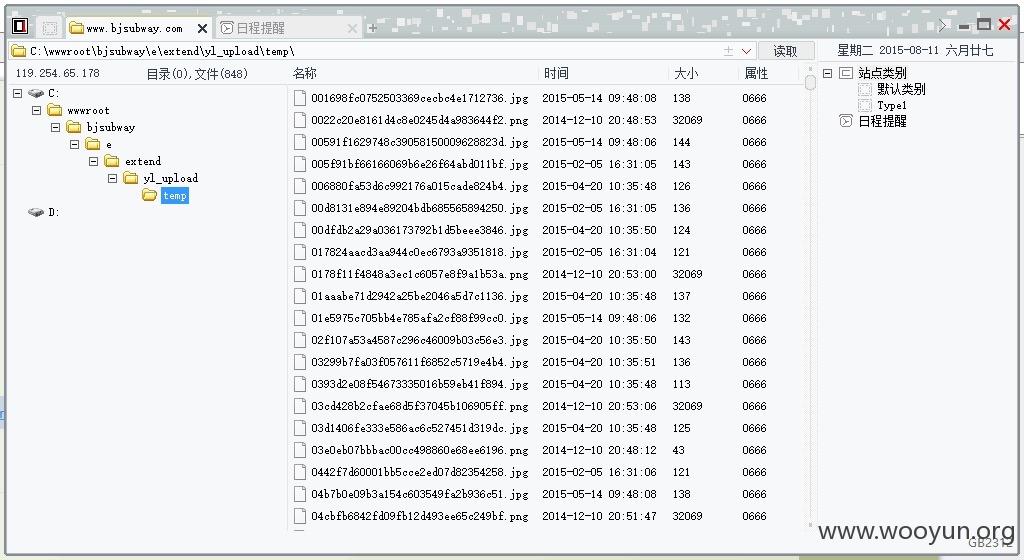 www.bjsubway.com 日程提醒
C:\wwwroot\bjsubway\e\extend\yl_upload\temp\ 读取 星期二 2015-08-11 六月廿七
119.254.65.178 目录(0),文件(848) 名称 时间 大小 属性
C:
wwwroot
bjsubway
e
extend
yl_upload
temp
D:
001698fc0752503369cecbc4e1712736.jpg 2015-05-14 09:48:08 138 0666
0022c20e8161d4c8e0245d4a983644f2.png 2014-12-10 20:48:53 32069 0666
00591f1629748c39058150009628823d.jpg 2015-05-14 09:48:06 144 0666
005f91bf66166069b6e26f64abd011bf.jpg 2015-02-05 16:31:05 143 0666
006880fa53d6c992176a015cade824b4.jpg 2015-04-20 10:35:48 126 0666
00d8131e894e89204bdb685565894250.jpg 2015-02-05 16:31:05 136 0666
00dfdb2a29a036173792b1d5beee3846.jpg 2015-04-20 10:35:50 124 0666
017824aacd3aa944c0ec6793a9351818.jpg 2015-02-05 16:31:04 121 0666
0178f11f4848a3ec1c6057e8f9a1b53a.png 2014-12-10 20:53:00 32069 0666
01aaabe71d2942a25be2046a5d7c1136.jpg 2015-04-20 10:35:48 137 0666
01e5975c705bb4e785afa2cf88f99cc0.jpg 2015-05-14 09:48:06 132 0666
02f107a53a4587c296c46009b03c56e3.jpg 2015-04-20 10:35:50 143 0666
03299b7fa03f057611f6852c5719e4b4.jpg 2015-04-20 10:35:51 136 0666
0393d2e08f54673335016b59eb41f894.jpg 2015-04-20 10:35:48 113 0666
03cd428b2cfae68d5f37045b106905ff.png 2014-12-10 20:53:06 32069 0666
03d1406fe333e586ac6c527451d319dc.jpg 2015-04-20 10:35:48 125 0666
03e0eb07bbbac00cc498860e68ee6196.png 2014-12-10 20:48:12 43 0666
0442f7d60001bb5cce2ed07d82354258.jpg 2015-02-05 16:31:06 121 0666
04b7b0e09b3a154c603549fa2b936c51.jpg 2015-05-14 09:48:08 138 0666
04cbfb6842fd09fb12d493ee65c249bf.png 2014-12-10 20:51:47 32069 0666
站点类别
默认类别
Type1
日程提醒
www.wooyun.org
GB2312